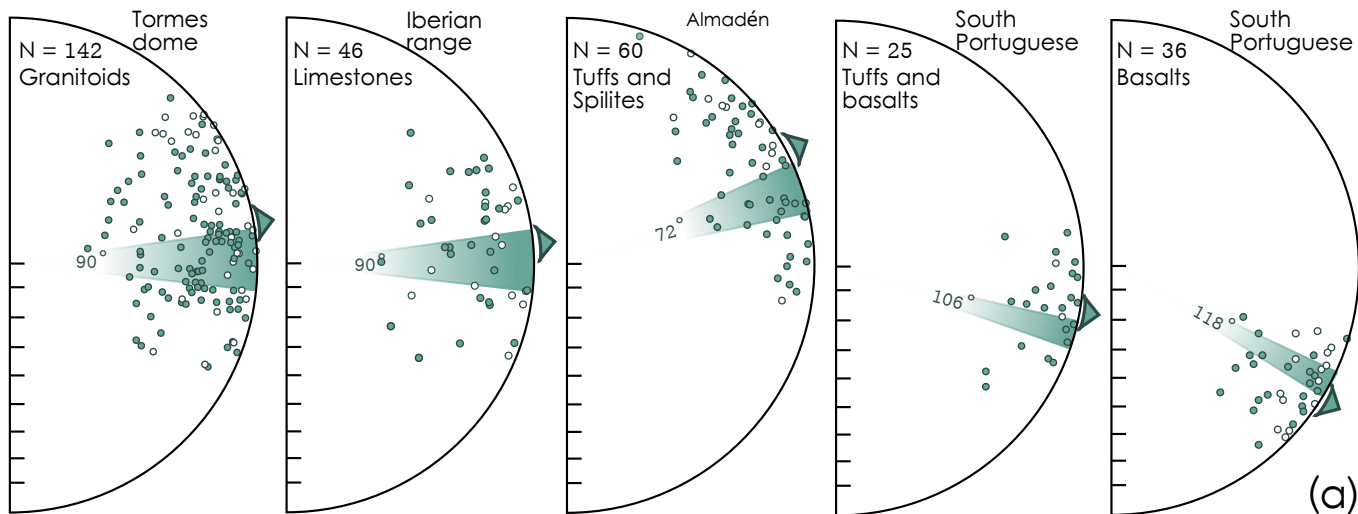 Tormes
dome
N = 142
Granitoids
90
Iberian
range
N = 46
Limestones
90
Almadén
N = 60
Tuffs and
Spilites
72
South
Portuguese
N = 25
Tuffs and
basalts
106
South
Portuguese
N = 36
Basalts
118
(a)